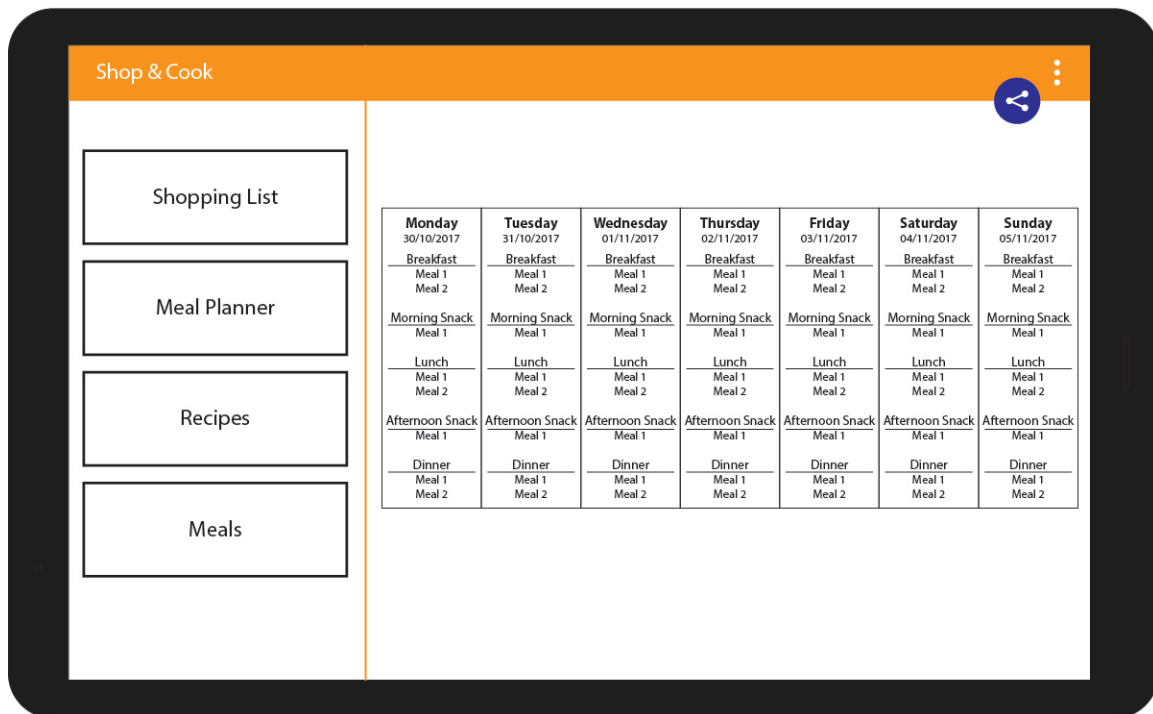 Shop & Cook
Shopping List
Meal Planner
Recipes
Meals
Monday Tuesday Wednesday Thursday Friday Saturday Sunday
30/10/2017 31/10/2017 01/11/2017 02/11/2017 03/11/2017 04/11/2017 05/11/2017
Breakfast Breakfast Breakfast Breakfast Breakfast Breakfast Breakfast
Meal 1 Meal 1 Meal 1 Meal 1 Meal 1 Meal 1 Meal 1
Meal 2 Meal 2 Meal 2 Meal 2 Meal 2 Meal 2 Meal 2
Morning Snack Morning Snack Morning Snack Morning Snack Morning Snack Morning Snack Morning Snack
Meal 1 Meal 1 Meal 1 Meal 1 Meal 1 Meal 1 Meal 1
Lunch Lunch Lunch Lunch Lunch Lunch Lunch
Meal 1 Meal 1 Meal 1 Meal 1 Meal 1 Meal 1 Meal 1
Meal 2 Meal 2 Meal 2 Meal 2 Meal 2 Meal 2 Meal 2
Afternoon Snack Afternoon Snack Afternoon Snack Afternoon Snack Afternoon Snack Afternoon Snack Afternoon Snack
Meal 1 Meal 1 Meal 1 Meal 1 Meal 1 Meal 1 Meal 1
Dinner Dinner Dinner Dinner Dinner Dinner Dinner
Meal 1 Meal 1 Meal 1 Meal 1 Meal 1 Meal 1 Meal 1
Meal 2 Meal 2 Meal 2 Meal 2 Meal 2 Meal 2 Meal 2